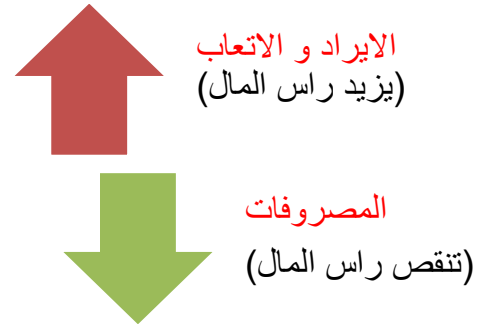 الايراد و الاتعاب
(يزيد راس المال)
المصروفات
(تنقص راس المال)